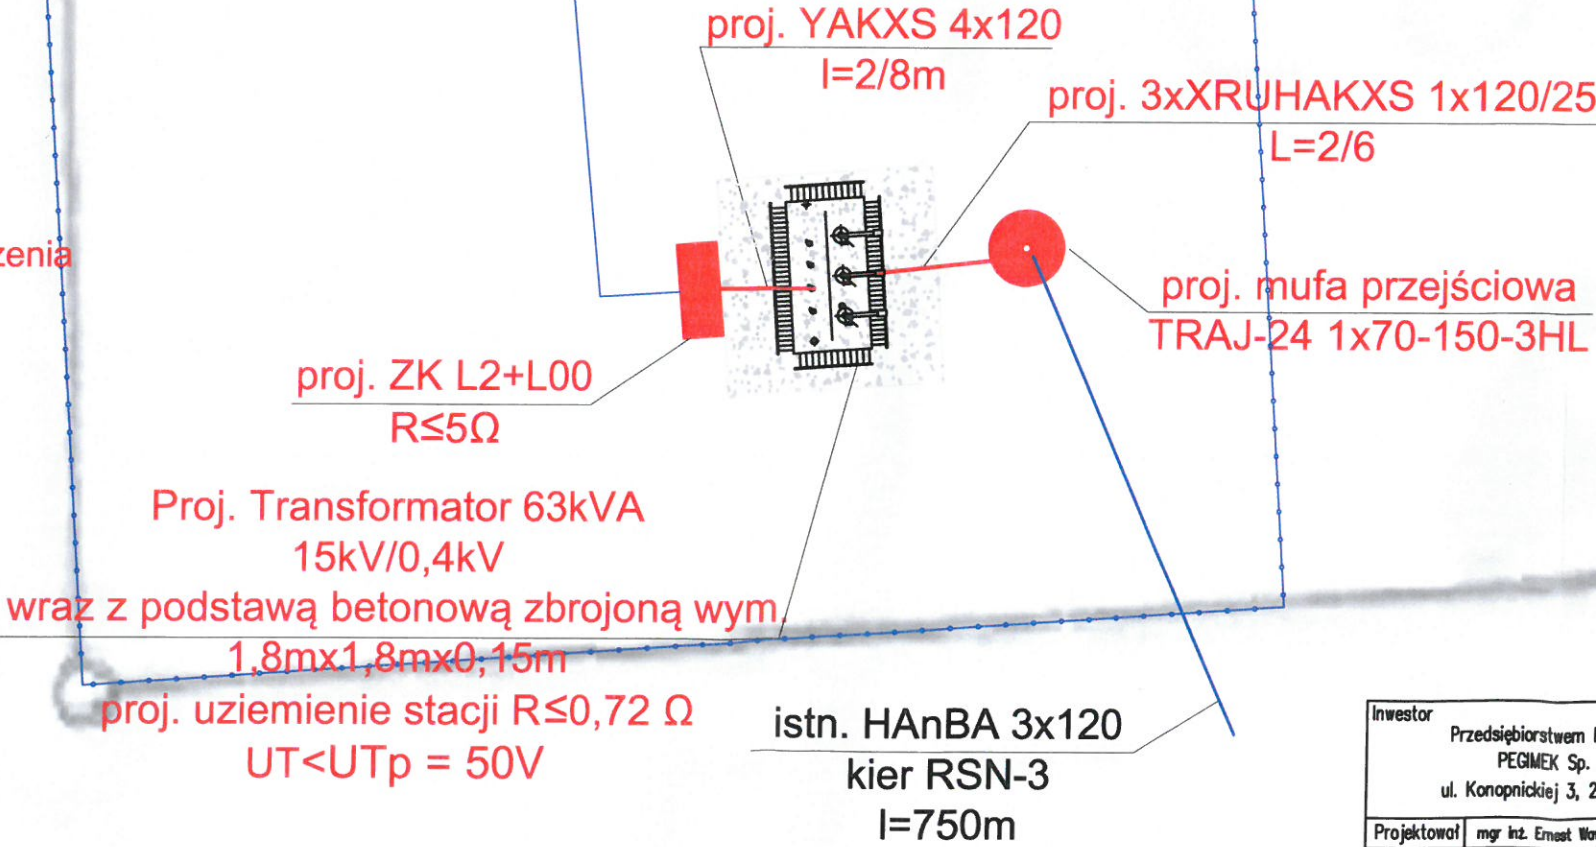 proj. YAKXS 4x120
l=2/8m
proj. 3xXRUHAKXS 1x120/25
L=2/6
zenia
proj. mufa przejściowa
TRAJ-24 1x70-150-3HL
proj. ZK L2+L00
R≤5Ω
Proj. Transformator 63kVA
15kV/0,4kV
wraz z podstawą betonową zbrojoną wym.
1,8mx1,8mx0,15m
proj. uziemienie stacji R≤0,72 Ω
UT<UTp = 50V
istn. HAnBA 3x120
kier RSN-3
l=750m
Inwestor
Przedsiębiorstwem
PEGIMEK Sp.
ul. Konopnickiej 3, 2
Projektował mgr inż. Ernest